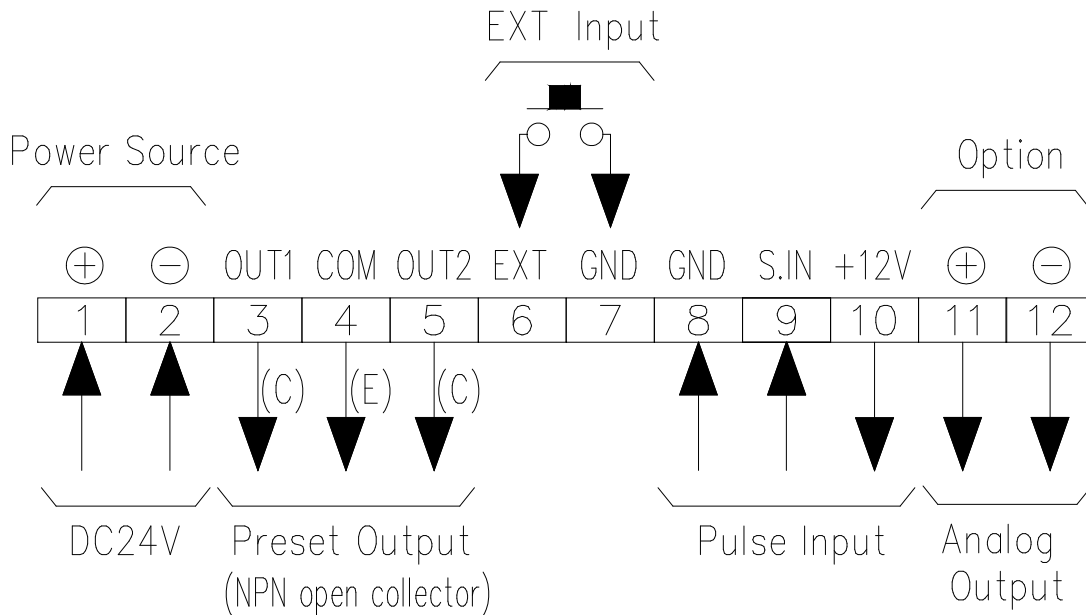 EXT Input
Power Source
Option
⊕ ⊖ OUT1 COM OUT2 EXT GND GND S.IN +12V ⊕ ⊖
1 2 3 4 5 6 7 8 9 10 11 12
(C) (E) (C)
DC24V
Preset Output
(NPN open collector)
Pulse Input
Analog
Output